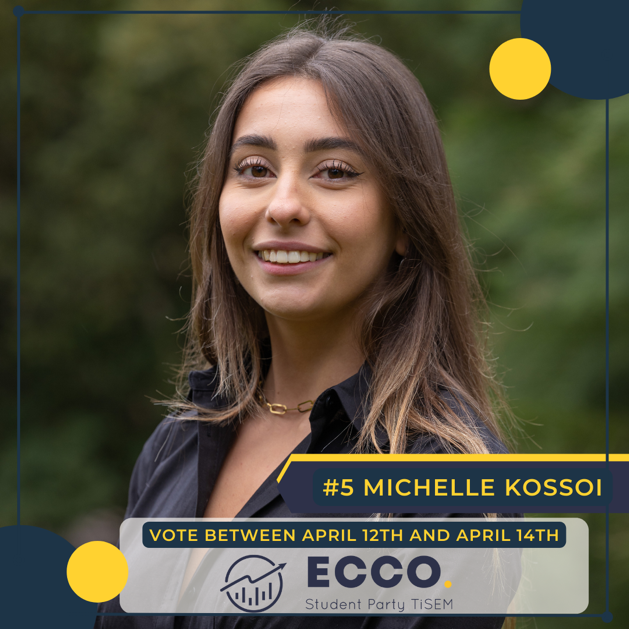 #5 MICHELLE KOSSOI
VOTE BETWEEN APRIL 12TH AND APRIL 14TH
ECCO.
Student Party TiSEM